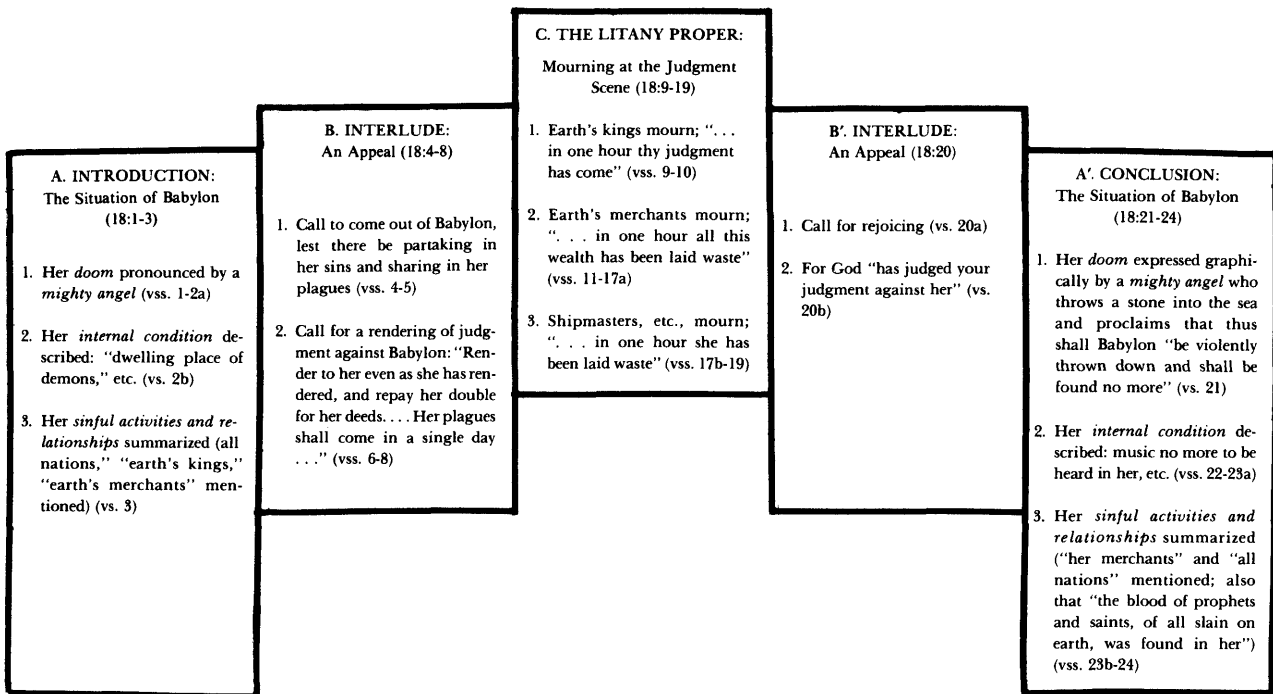 A. INTRODUCTION:
The Situation of Babylon
(18:1-3)
1. Her doom pronounced by a
mighty angel (vss. 1-2a)
2. Her internal condition de-
scribed: “dwelling place of
demons,” etc. (vs. 2b)
3. Her sinful activities and re-
lationships summarized (all
nations,” “earth’s kings,”
“earth’s merchants” men-
tioned) (vs. 3)
B. INTERLUDE:
An Appeal (18:4-8)
1. Call to come out of Babylon,
lest there be partaking in
her sins and sharing in her
plagues (vss. 4-5)
2. Call for a rendering of judg-
ment against Babylon: “Ren-
der to her even as she has ren-
dered, and repay her double
for her deeds. . . . Her plagues
shall come in a single day
. . .” (vss. 6-8)
C. THE LITANY PROPER:
Mourning at the Judgment
Scene (18:9-19)
1. Earth’s kings mourn; “. . .
in one hour thy judgment
has come” (vss. 9-10)
2. Earth’s merchants mourn;
“. . . in one hour all this
wealth has been laid waste”
(vss. 11-17a)
3. Shipmasters, etc., mourn;
“. . . in one hour she has
been laid waste” (vss. 17b-19)
B′. INTERLUDE:
An Appeal (18:20)
1. Call for rejoicing (vs. 20a)
2. For God “has judged your
judgment against her” (vs.
20b)
A′. CONCLUSION:
The Situation of Babylon
(18:21-24)
1. Her doom expressed graphi-
cally by a mighty angel who
throws a stone into the sea
and proclaims that thus
shall Babylon “be violently
thrown down and shall be
found no more” (vs. 21)
2. Her internal condition de-
scribed: music no more to be
heard in her, etc. (vss. 22-23a)
3. Her sinful activities and
relationships summarized
(“her merchants” and “all
nations” mentioned; also
that “the blood of prophets
and saints, of all slain on
earth, was found in her”)
(vss. 23b-24)